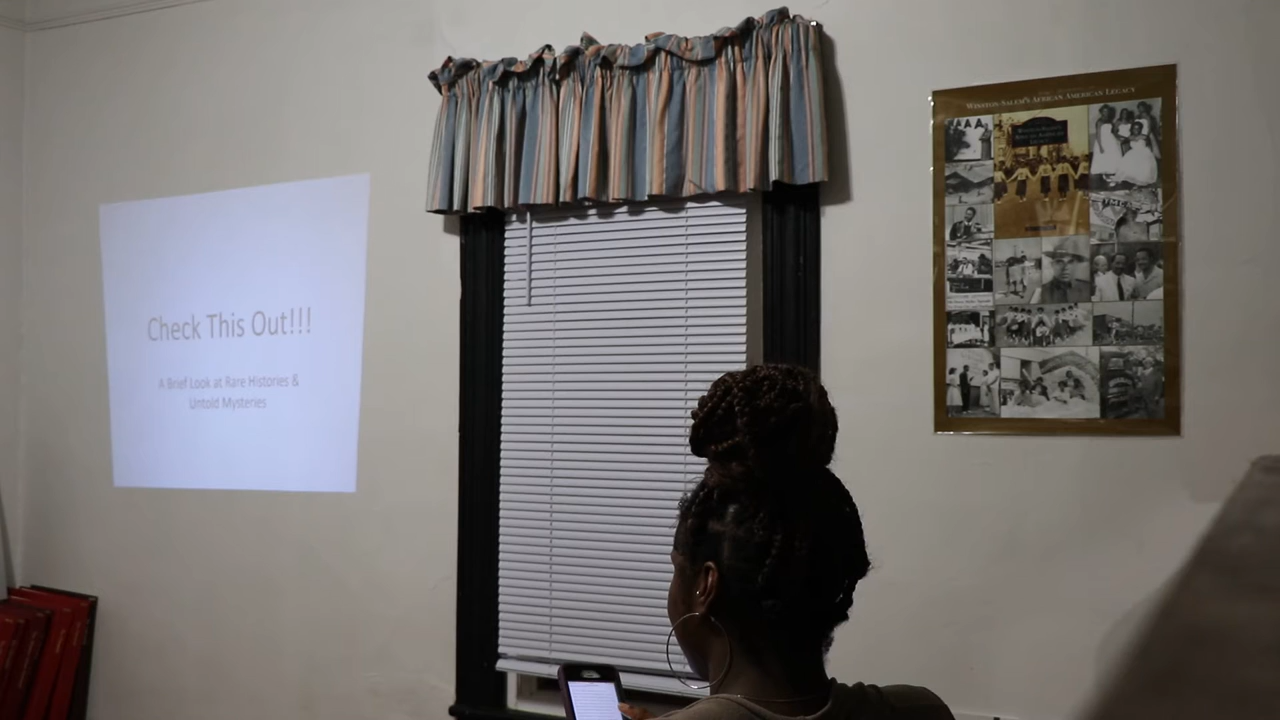 Check This Out!!!
A Brief Look at Rare Histories &
Untold Mysteries
WINSTON-SALEM'S AFRICAN AMERICAN LEGACY